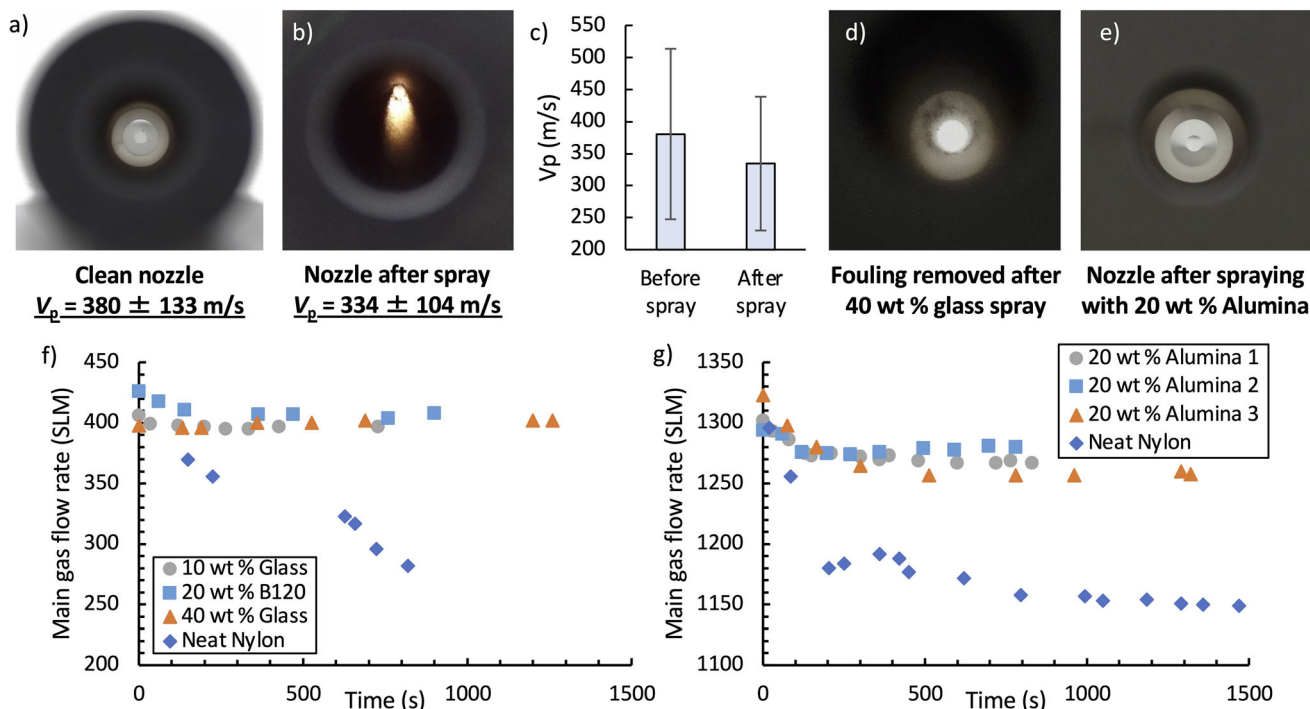 a)
b)
c)
d)
e)
550
500
450
400
350
300
250
200
Vp (m/s)
Before spray
After spray
Clean nozzle
V_p = 380 ± 133 m/s
Nozzle after spray
V_p = 334 ± 104 m/s
Fouling removed after
40 wt % glass spray
Nozzle after spraying
with 20 wt % Alumina
f)
450
400
350
300
250
200
Main gas flow rate (SLM)
10 wt % Glass
20 wt % B120
40 wt % Glass
Neat Nylon
0
500
1000
1500
Time (s)
g)
1350
1300
1250
1200
1150
1100
Main gas flow rate (SLM)
20 wt % Alumina 1
20 wt % Alumina 2
20 wt % Alumina 3
Neat Nylon
0
500
1000
1500
Time (s)